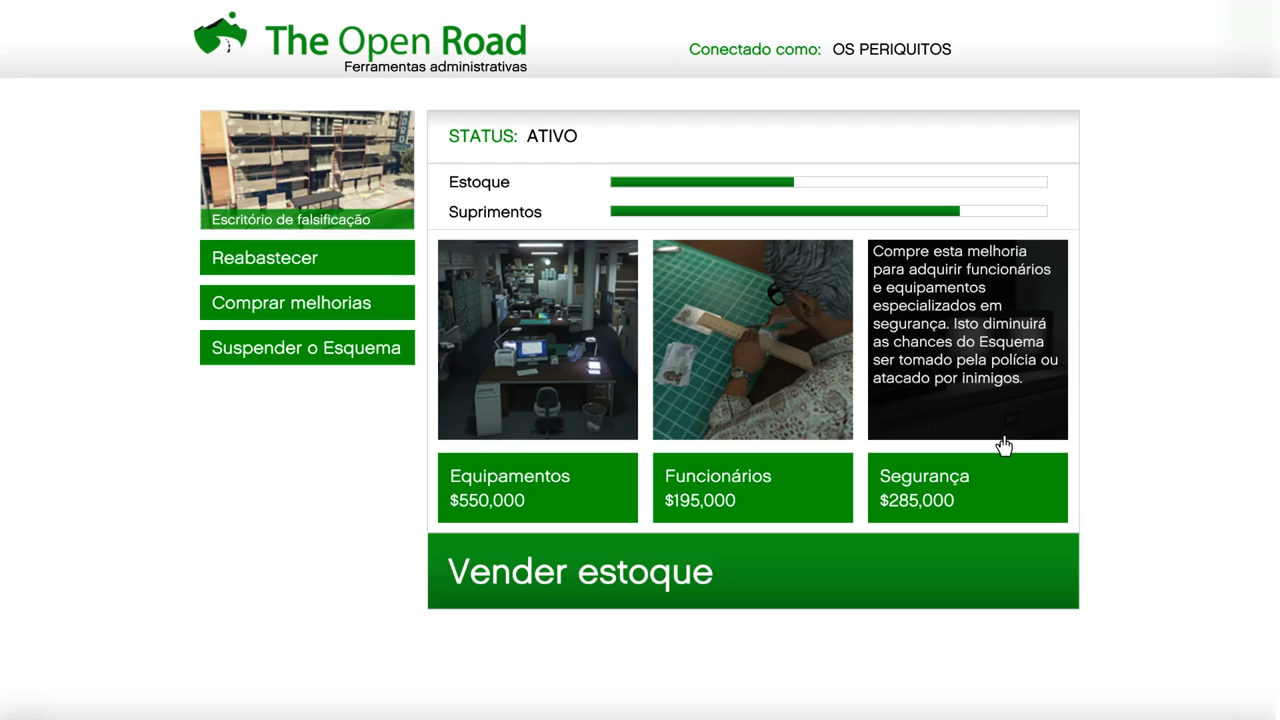 The Open Road
Ferramentas administrativas
Conectado como: OS PERIQUITOS
Escritório de falsificação
Reabastecer
Comprar melhorias
Suspender o Esquema
STATUS: ATIVO
Estoque
Suprimentos
Compre esta melhoria
para adquirir funcionários
e equipamentos
especializados em
segurança. Isto diminuirá
as chances do Esquema
ser tomado pela polícia ou
atacado por inimigos.
Equipamentos
$550,000
Funcionários
$195,000
Segurança
$285,000
Vender estoque